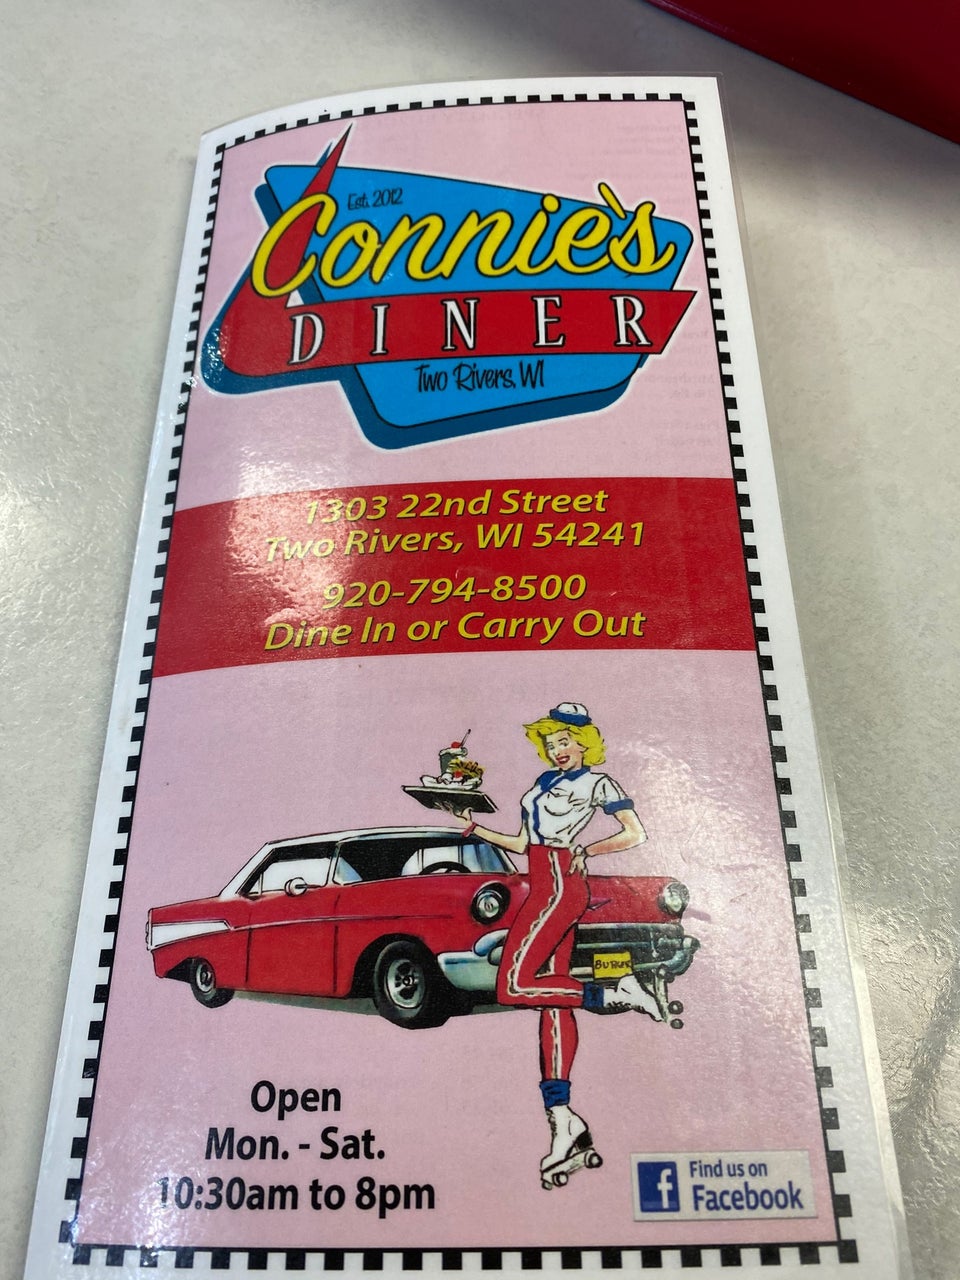 Est. 2012
Connie's
DINER
Two Rivers, WI
1303 22nd Street
Two Rivers, WI 54241
920-794-8500
Dine In or Carry Out
BURGR
Open
Mon. - Sat.
10:30am to 8pm
f
Find us on
Facebook